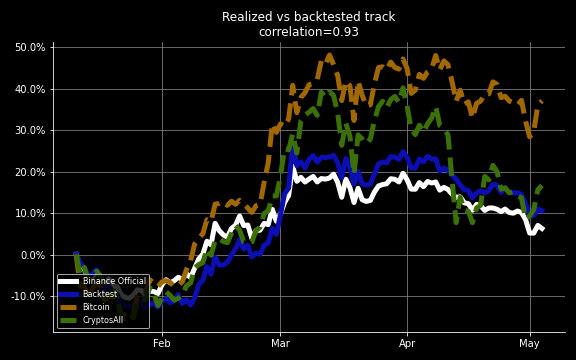 Realized vs backtested track
correlation=0.93
50.0%
40.0%
30.0%
20.0%
10.0%
0.0%
-10.0%
Binance Official
Backtest
Bitcoin
CryptosAll
Feb
Mar
Apr
May